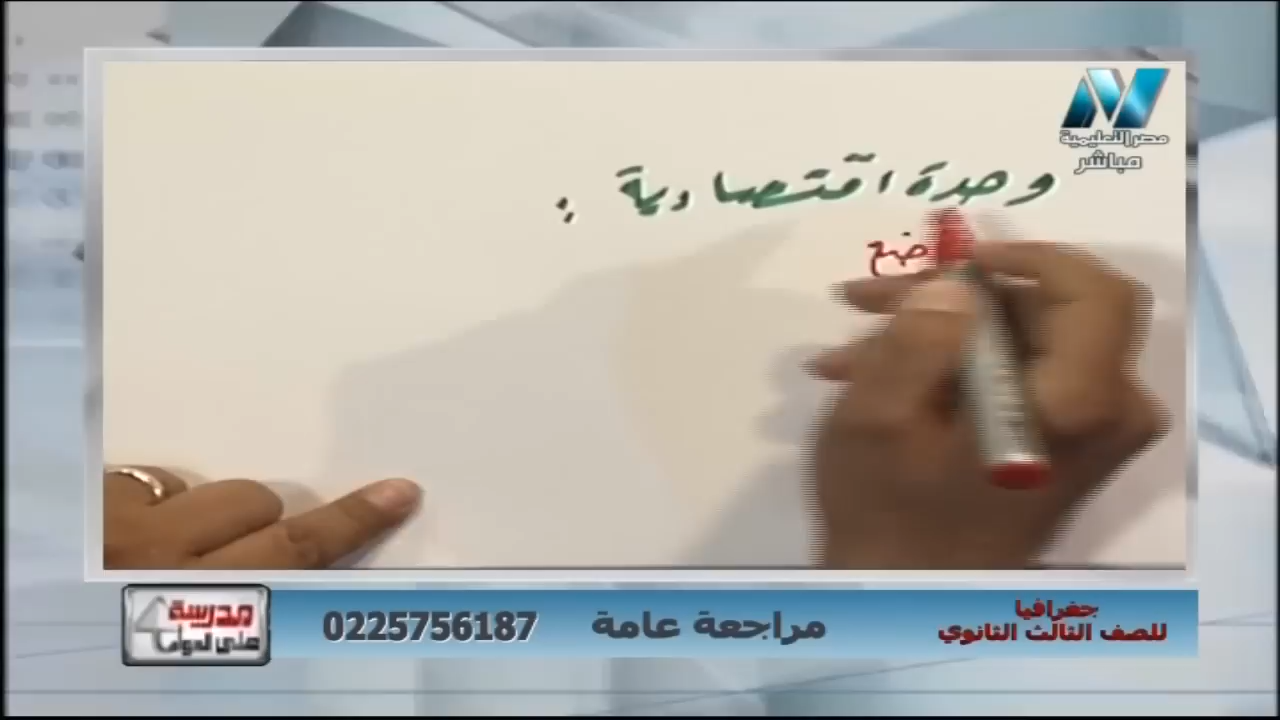 مصر التعليمية
مباشر
وحدة اقتصادية :
جغرافيا
للصف الثالث الثانوي
مراجعة عامة
0225756187
مدرسة
على الهواء